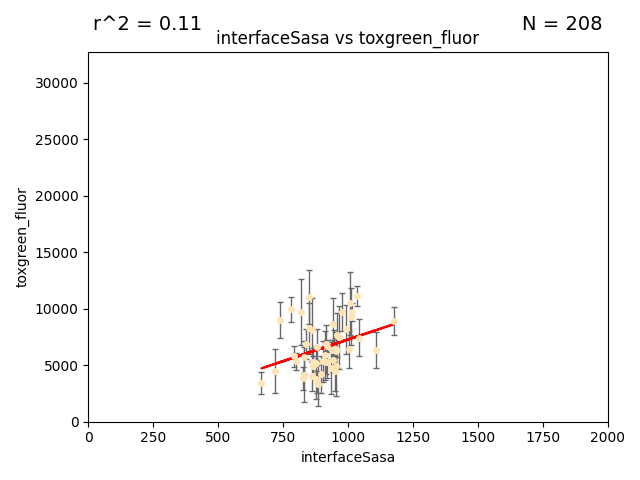 r^2 = 0.11
N = 208
interfaceSasa vs toxgreen_fluor
30000
25000
20000
15000
10000
5000
0
toxgreen_fluor
0 250 500 750 1000 1250 1500 1750 2000
interfaceSasa